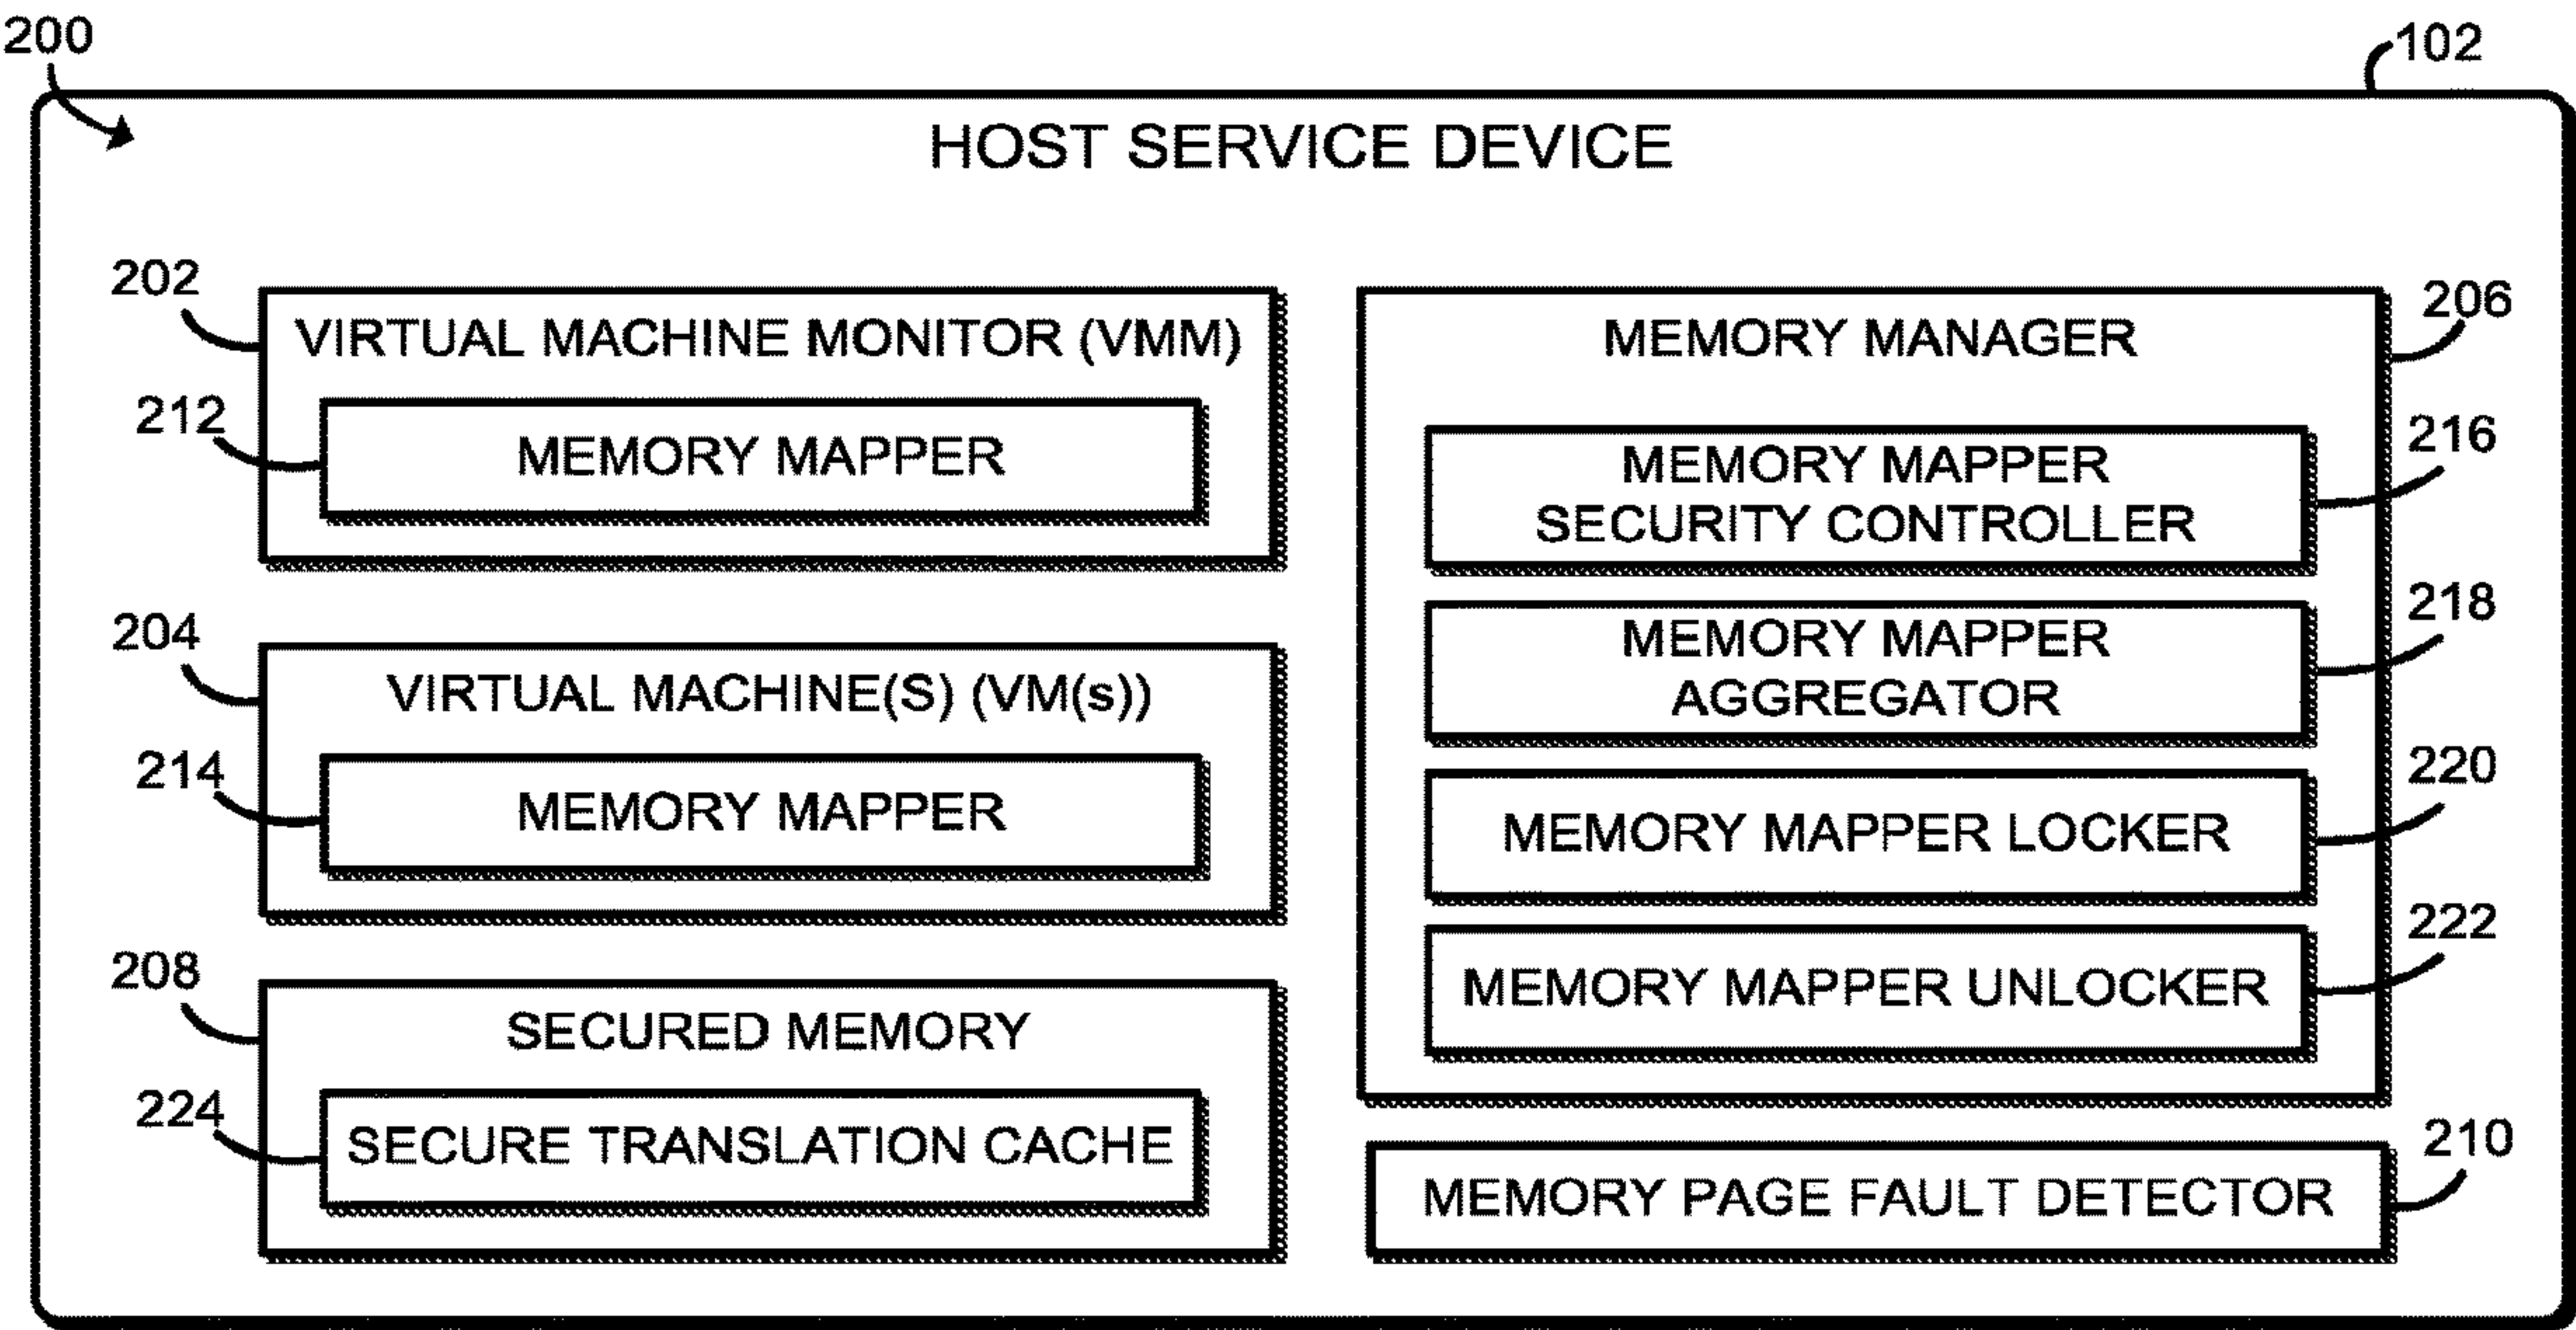 200
102
HOST SERVICE DEVICE
202
VIRTUAL MACHINE MONITOR (VMM)
212
MEMORY MAPPER
204
VIRTUAL MACHINE(S) (VM(s))
214
MEMORY MAPPER
208
SECURED MEMORY
224
SECURE TRANSLATION CACHE
206
MEMORY MANAGER
216
MEMORY MAPPER
SECURITY CONTROLLER
218
MEMORY MAPPER
AGGREGATOR
220
MEMORY MAPPER LOCKER
222
MEMORY MAPPER UNLOCKER
210
MEMORY PAGE FAULT DETECTOR